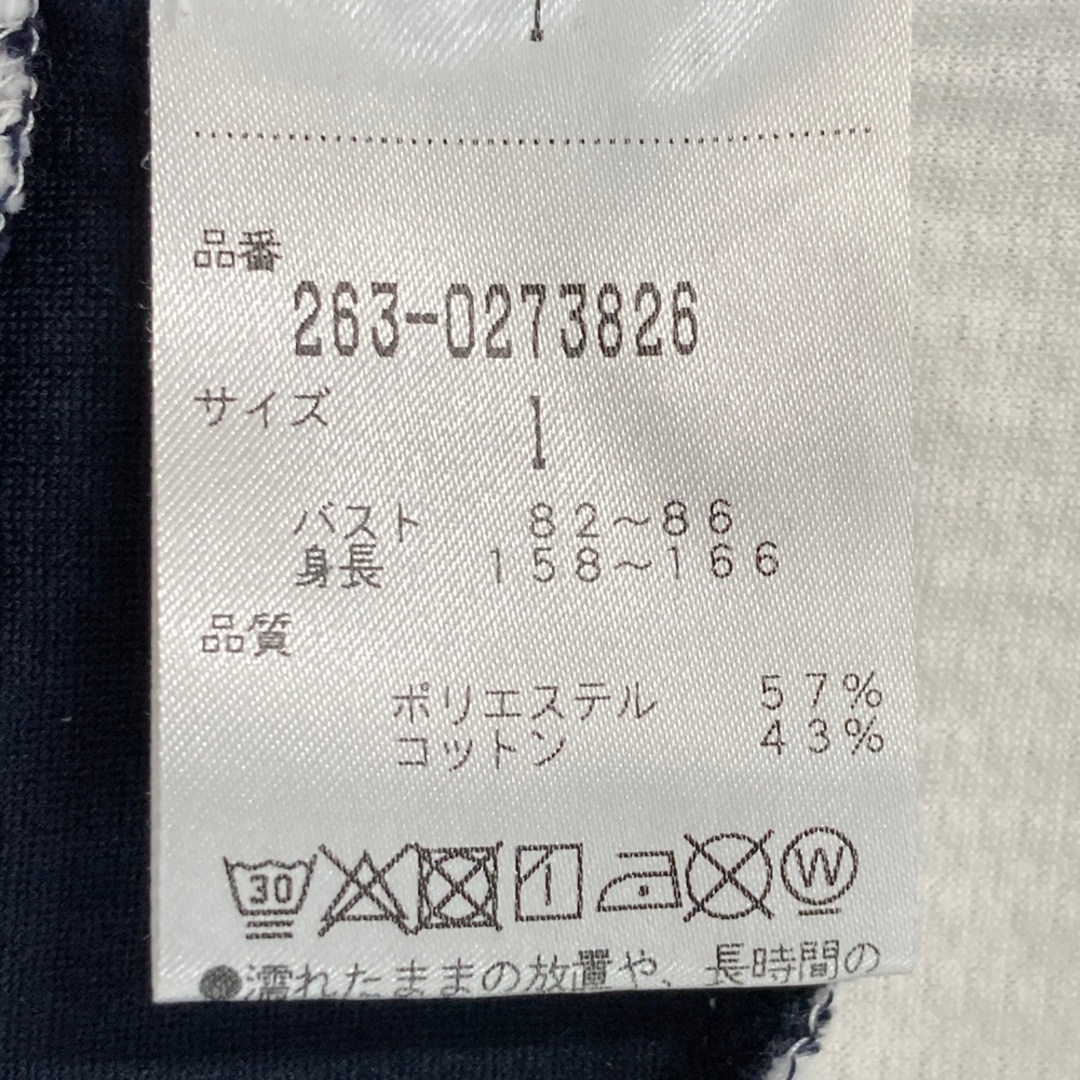 品番
263-0273826
サイズ 1
バスト 82～86
身長 158～166
品質
ポリエステル 57%
コットン 43%
30 W
●濡れたままの放置や、長時間の